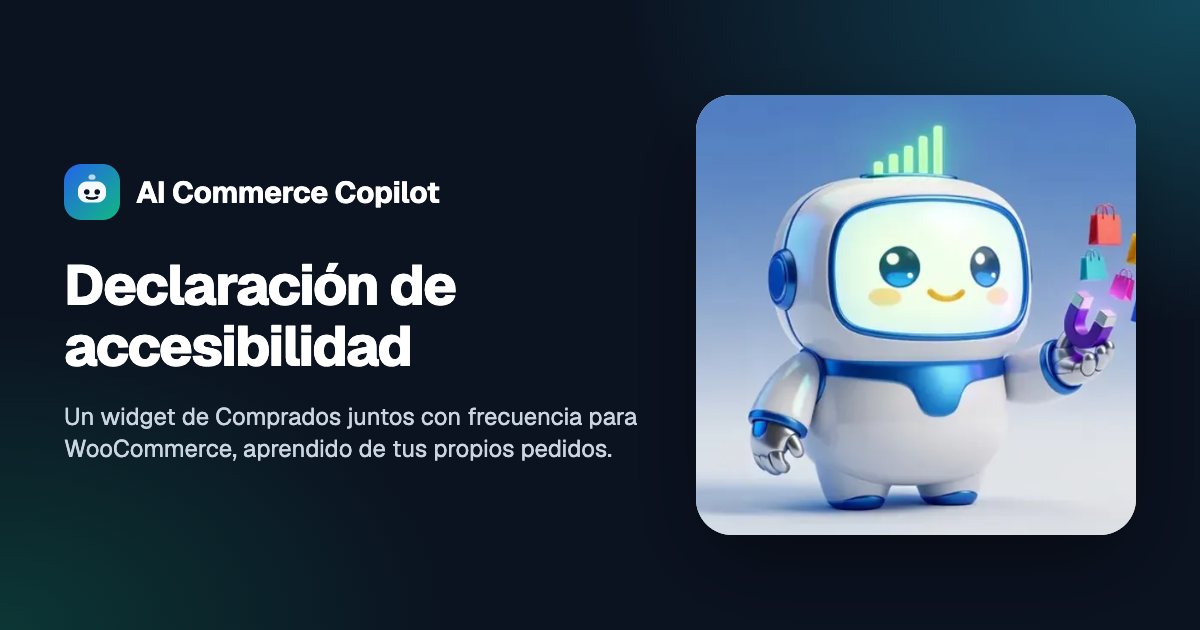 AI Commerce Copilot
Declaración de
accesibilidad
Un widget de Comprados juntos con frecuencia para
WooCommerce, aprendido de tus propios pedidos.